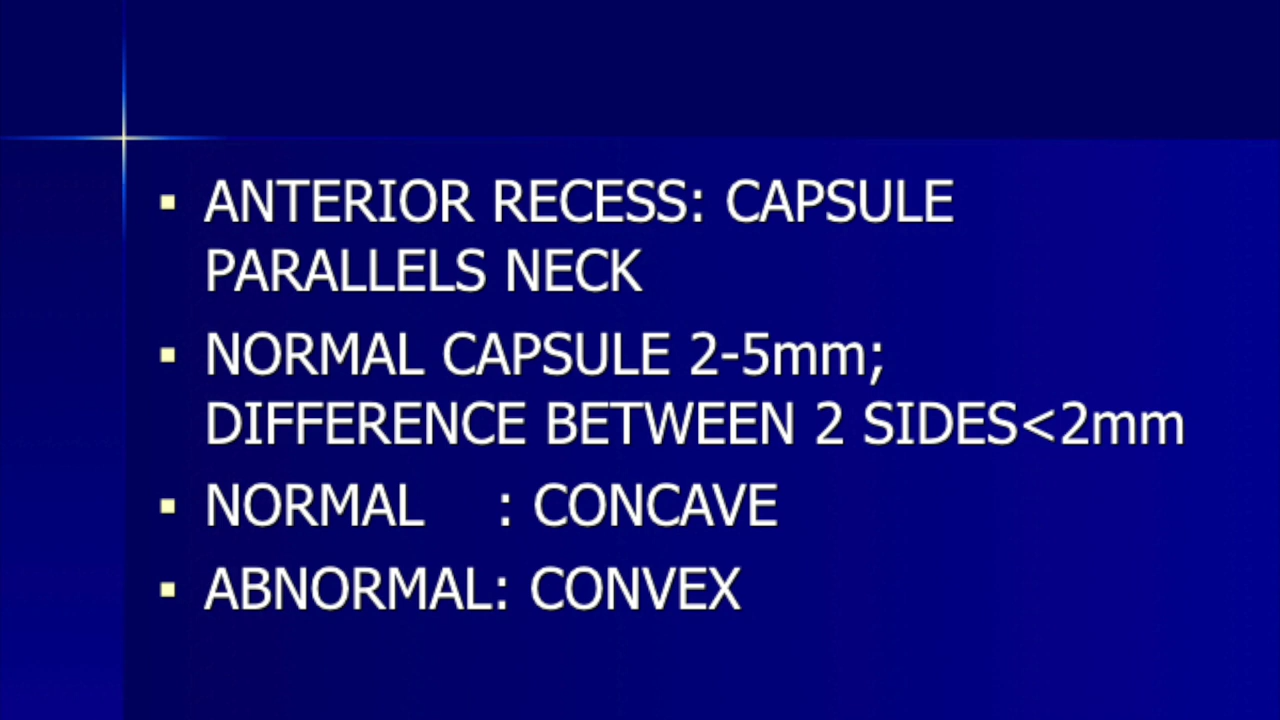 ▪ ANTERIOR RECESS: CAPSULE
PARALLELS NECK
▪ NORMAL CAPSULE 2-5mm;
DIFFERENCE BETWEEN 2 SIDES<2mm
▪ NORMAL : CONCAVE
▪ ABNORMAL: CONVEX